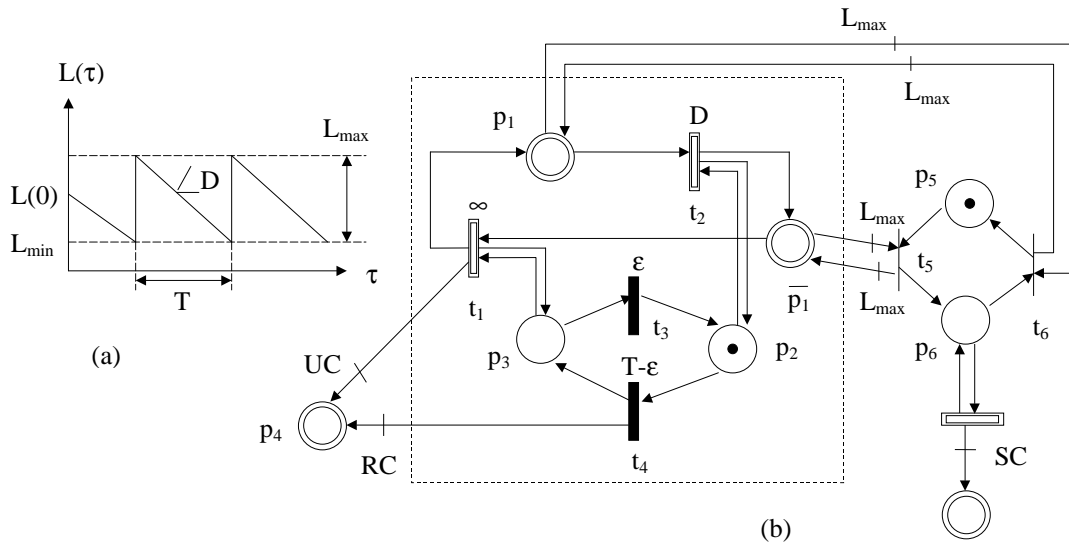 L(τ)
L_max
L(0)
D
L_min
τ
T
(a)
L_max
L_max
p_1
D
t_2
∞
t_1
p̅_1
ε
t_3
p_3
p_2
T-ε
t_4
UC
p_4
RC
p_5
L_max
t_5
L_max
p_6
t_6
SC
(b)